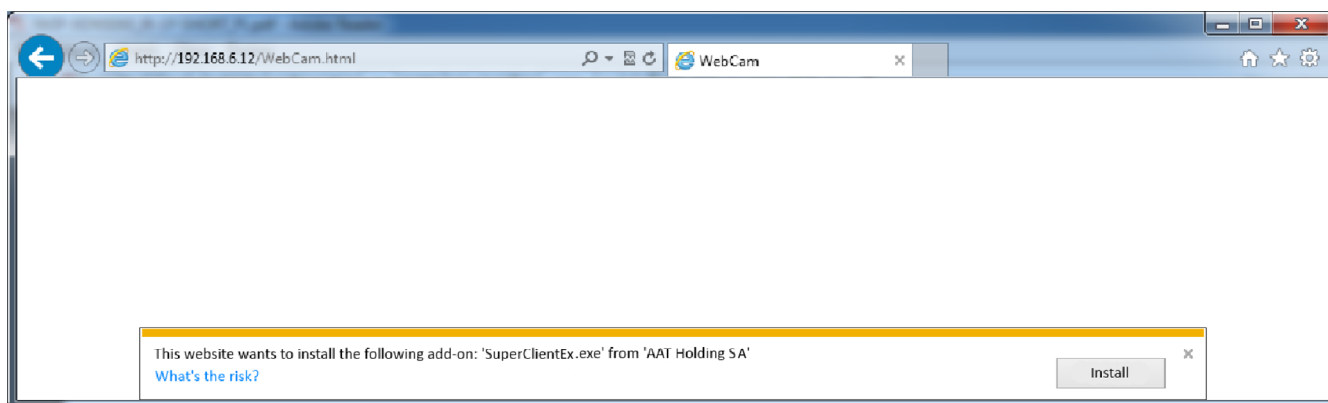 http://192.168.6.12/WebCam.html
WebCam
This website wants to install the following add-on: 'SuperClientEx.exe' from 'AAT Holding SA'
What's the risk?
Install